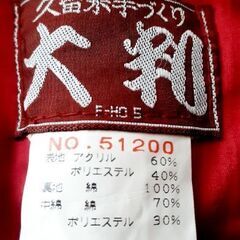 久留米手づくり
大判
F-HO 5
NO.51200
表地 アクリル 60%
ポリエステル 40%
裏地 綿 100%
中綿 綿 70%
ポリエステル 30%